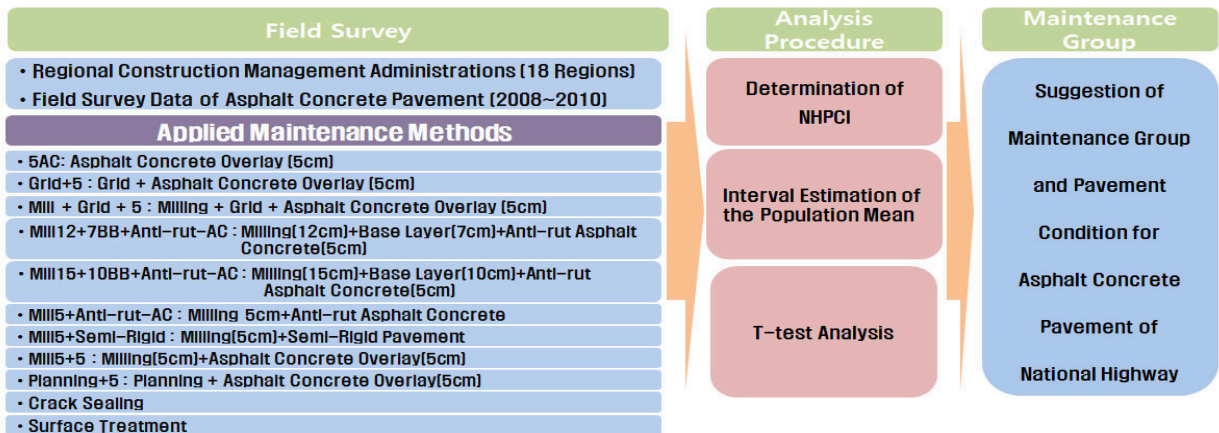 Field Survey
• Regional Construction Management Administrations (18 Regions)
• Field Survey Data of Asphalt Concrete Pavement (2008~2010)
Applied Maintenance Methods
• 5AC: Asphalt Concrete Overlay (5cm)
• Grid+5 : Grid + Asphalt Concrete Overlay (5cm)
• Mill + Grid + 5 : Milling + Grid + Asphalt Concrete Overlay (5cm)
• Mill12+7BB+Anti-rut-AC : Milling(12cm)+Base Layer(7cm)+Anti-rut Asphalt
Concrete(5cm)
• Mill15+10BB+Anti-rut-AC : Milling(15cm)+Base Layer(10cm)+Anti-rut
Asphalt Concrete(5cm)
• Mill5+Anti-rut-AC : Milling 5cm+Anti-rut Asphalt Concrete
• Mill5+Semi-Rigid : Milling(5cm)+Semi-Rigid Pavement
• Mill5+5 : Milling(5cm)+Asphalt Concrete Overlay(5cm)
• Planning+5 : Planning + Asphalt Concrete Overlay(5cm)
• Crack Sealing
• Surface Treatment
Analysis
Procedure
Determination of
NHPCI
Interval Estimation of
the Population Mean
T-test Analysis
Maintenance
Group
Suggestion of
Maintenance Group
and Pavement
Condition for
Asphalt Concrete
Pavement of
National Highway